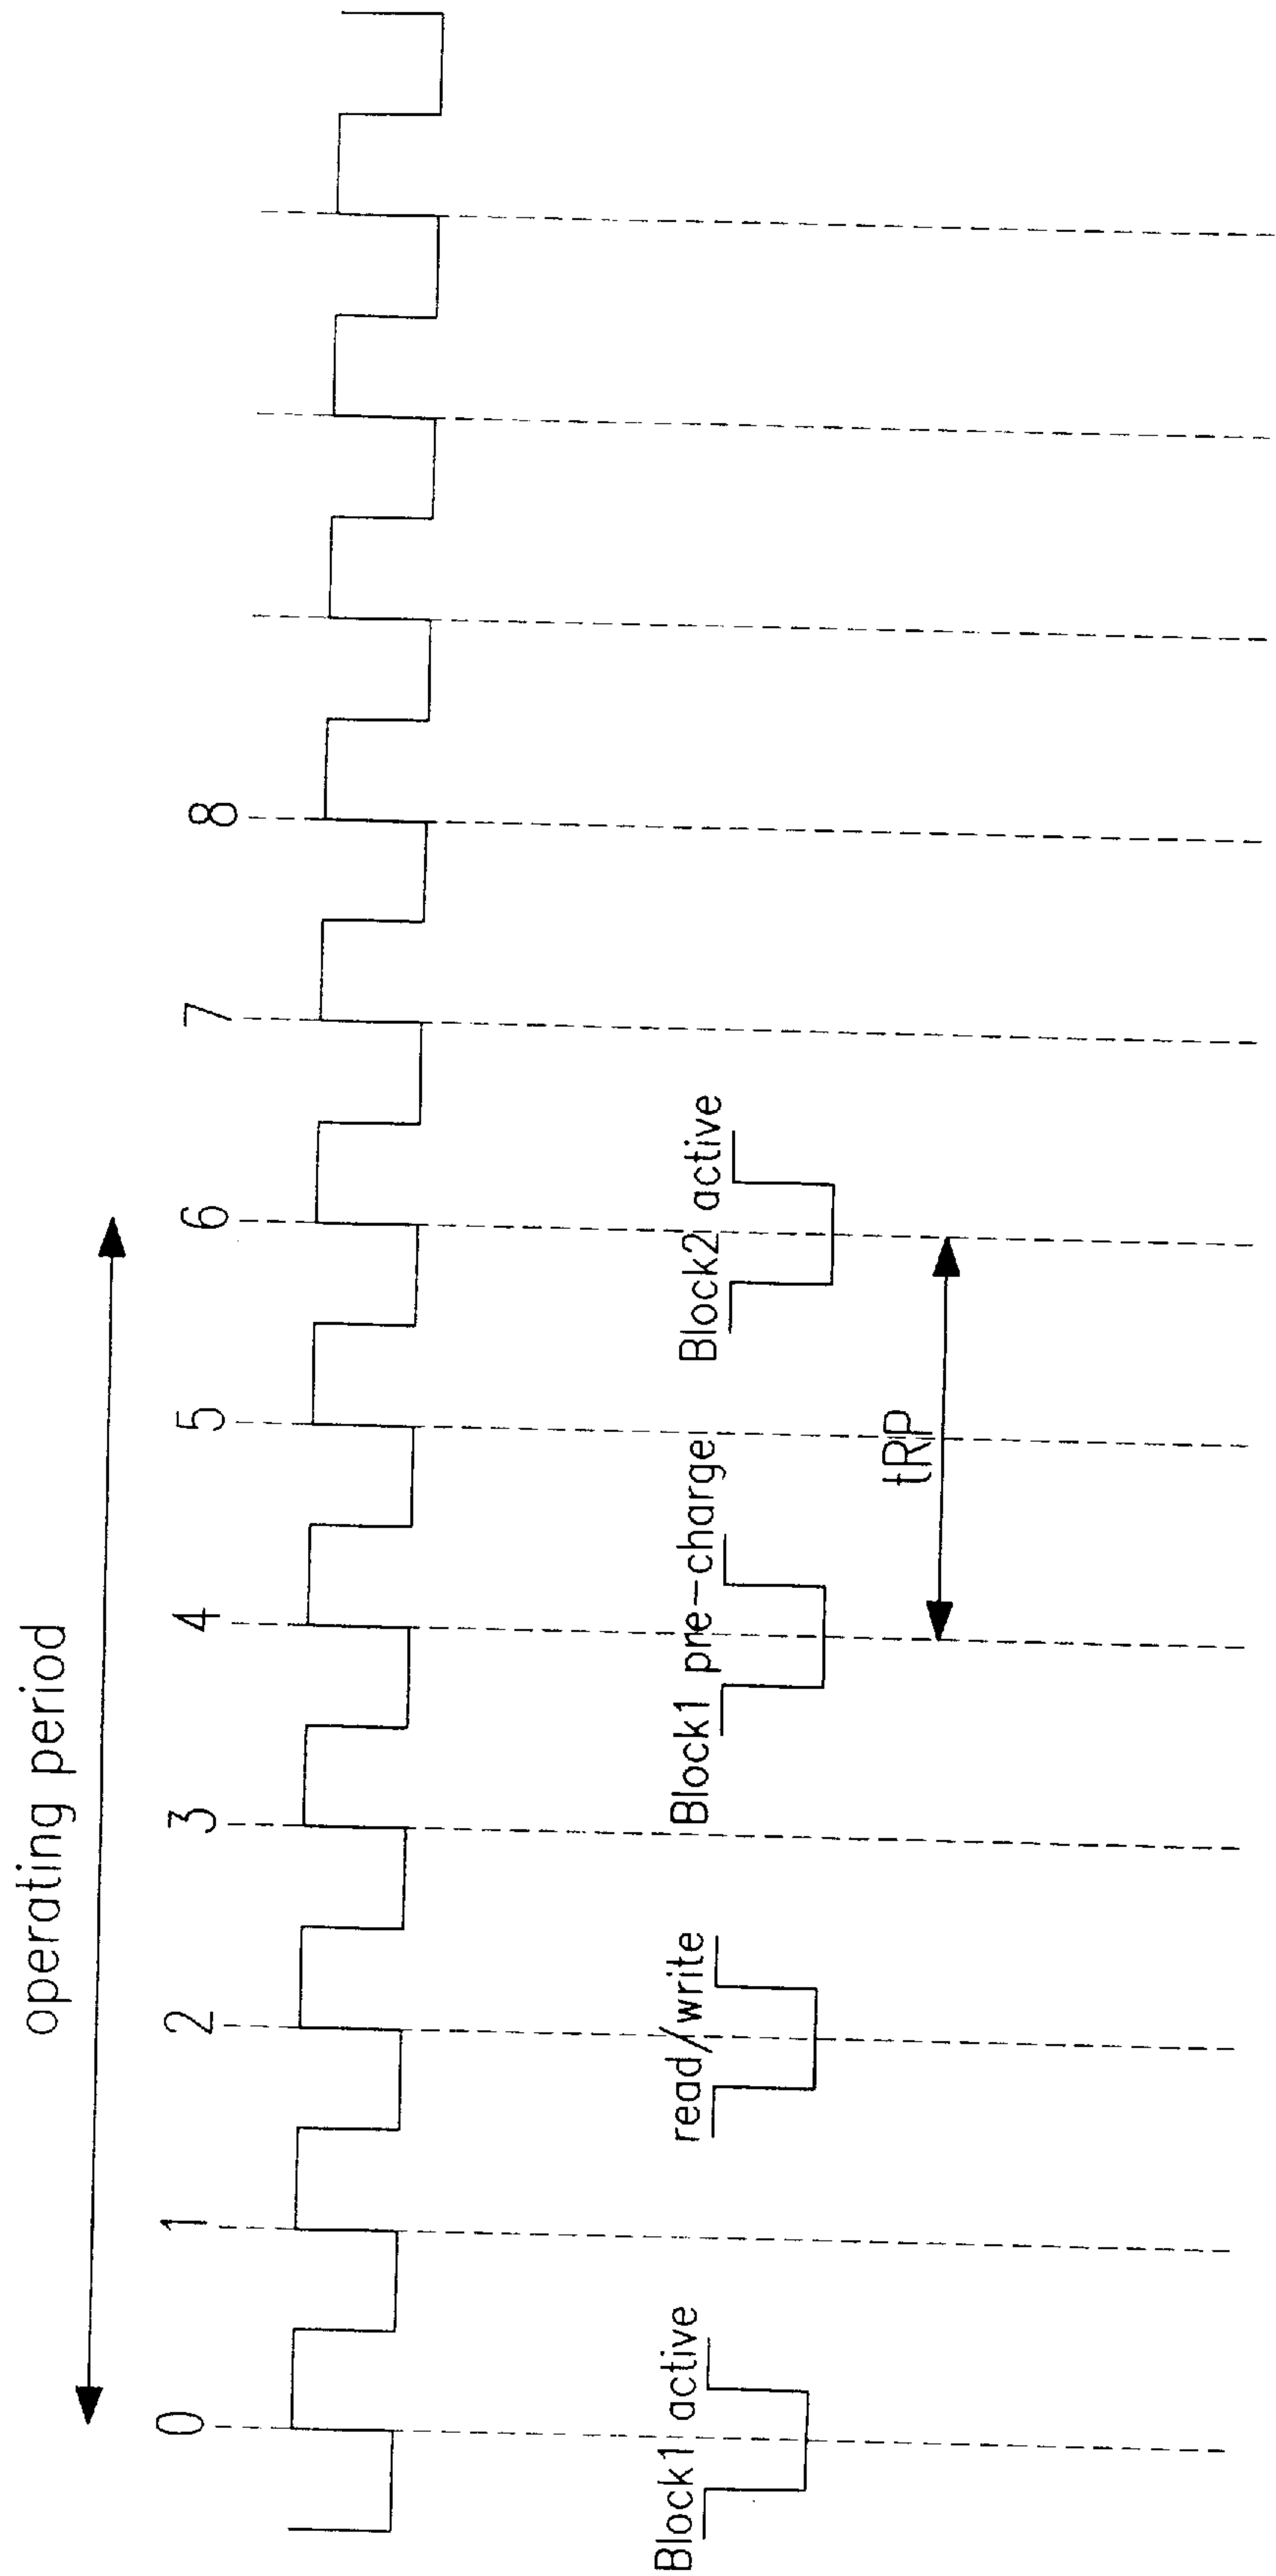 operating period
0 1 2 3 4 5 6 7 8
Block1 active
read/write
Block1 pre-charge
Block2 active
tRP